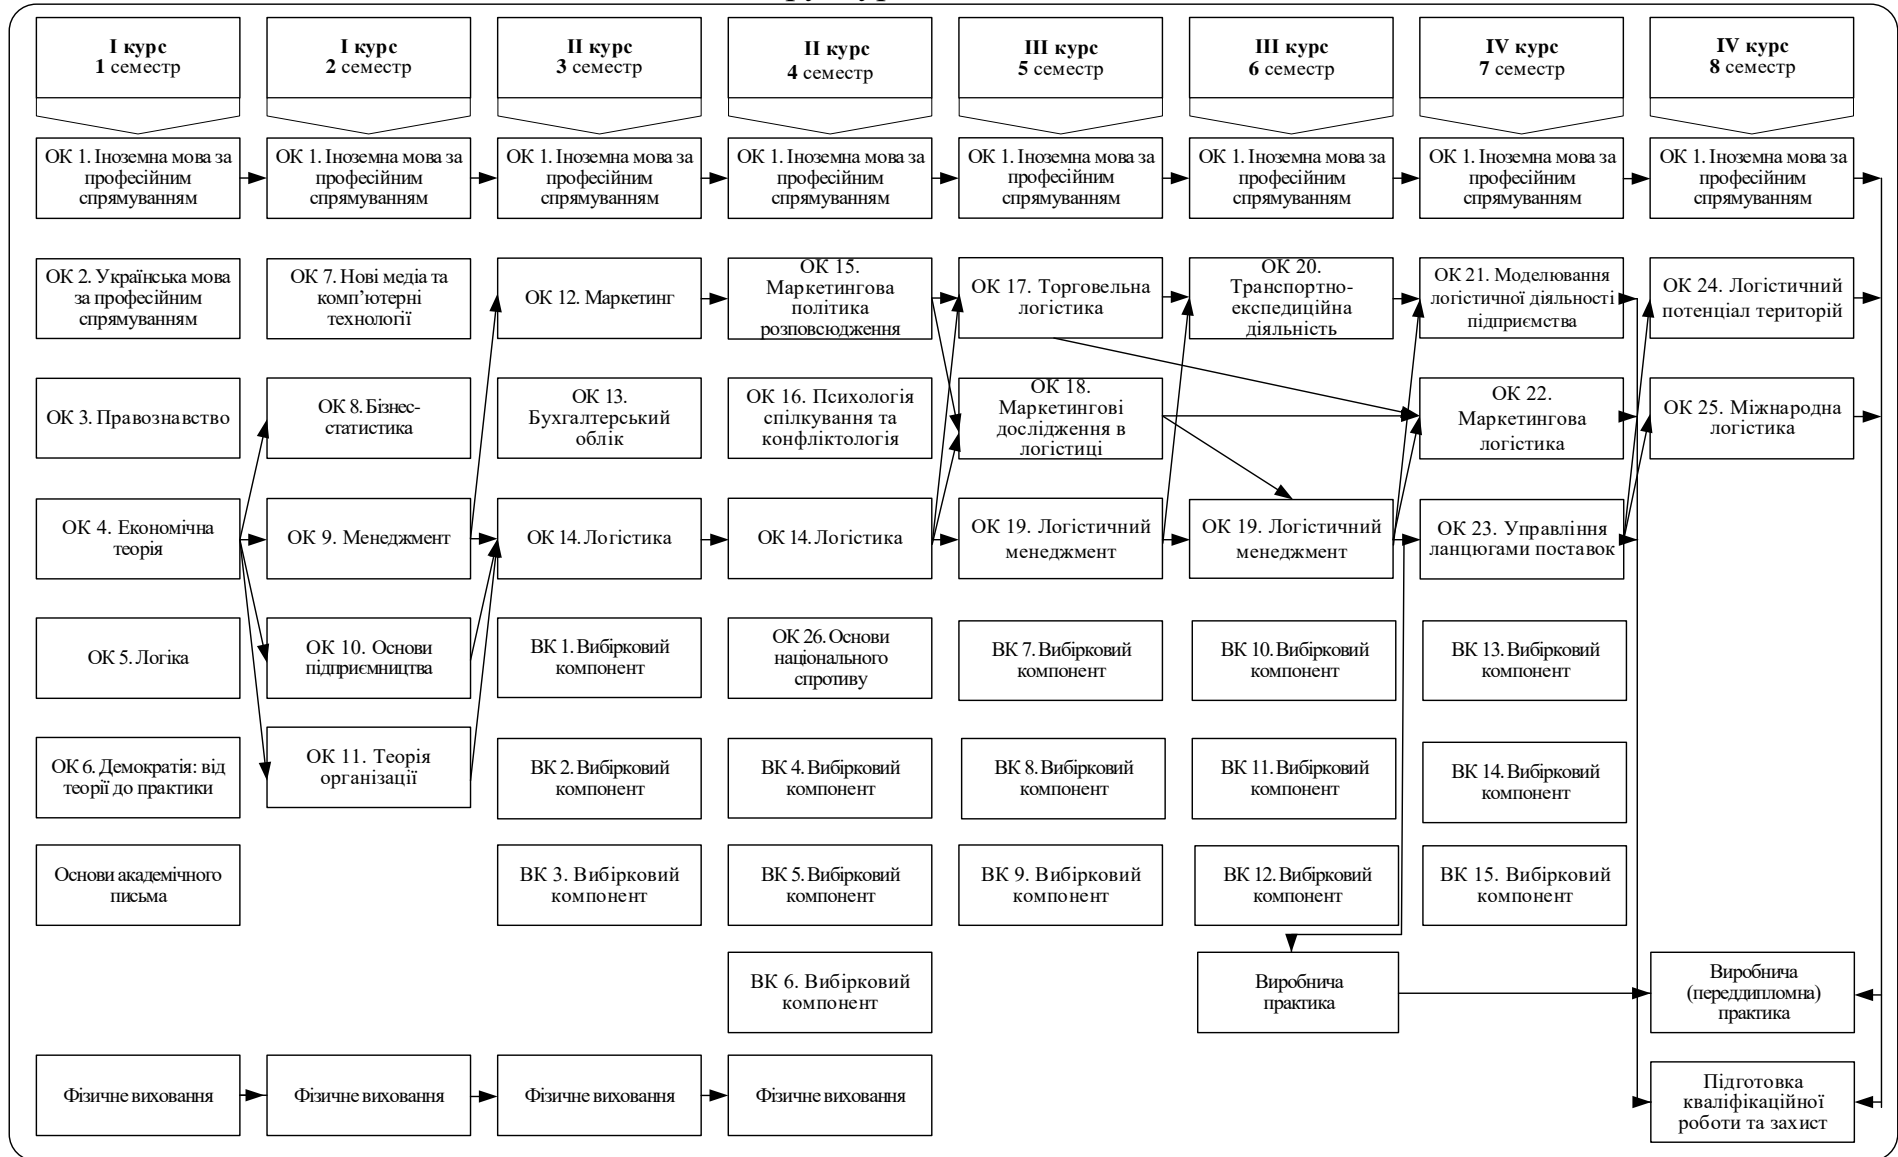 І курс
1 семестр
І курс
2 семестр
ІІ курс
3 семестр
ІІ курс
4 семестр
ІІІ курс
5 семестр
ІІІ курс
6 семестр
IV курс
7 семестр
IV курс
8 семестр
ОК 1. Іноземна мова за
професійним
спрямуванням
ОК 1. Іноземна мова за
професійним
спрямуванням
ОК 1. Іноземна мова за
професійним
спрямуванням
ОК 1. Іноземна мова за
професійним
спрямуванням
ОК 1. Іноземна мова за
професійним
спрямуванням
ОК 1. Іноземна мова за
професійним
спрямуванням
ОК 1. Іноземна мова за
професійним
спрямуванням
ОК 1. Іноземна мова за
професійним
спрямуванням
ОК 2. Українська мова
за професійним
спрямуванням
ОК 7. Нові медіа та
комп’ютерні
технології
ОК 12. Маркетинг
ОК 15.
Маркетингова
політика
розповсюдження
ОК 17. Торговельна
логістика
ОК 20.
Транспортно-
експедиційна
діяльність
ОК 21. Моделювання
логістичної діяльності
підприємства
ОК 24. Логістичний
потенціал територій
ОК 3. Правознавство
ОК 8. Бізнес-
статистика
ОК 13.
Бухгалтерський
облік
ОК 16. Психологія
спілкування та
конфліктологія
ОК 18.
Маркетингові
дослідження в
логістиці
ОК 22.
Маркетингова
логістика
ОК 25. Міжнародна
логістика
ОК 4. Економічна
теорія
ОК 9. Менеджмент
ОК 14. Логістика
ОК 14. Логістика
ОК 19. Логістичний
менеджмент
ОК 19. Логістичний
менеджмент
ОК 23. Управління
ланцюгами поставок
ОК 5. Логіка
ОК 10. Основи
підприємництва
ВК 1. Вибірковий
компонент
ОК 26. Основи
національного
спротиву
ВК 7. Вибірковий
компонент
ВК 10. Вибірковий
компонент
ВК 13. Вибірковий
компонент
ОК 6. Демократія: від
теорії до практики
ОК 11. Теорія
організації
ВК 2. Вибірковий
компонент
ВК 4. Вибірковий
компонент
ВК 8. Вибірковий
компонент
ВК 11. Вибірковий
компонент
ВК 14. Вибірковий
компонент
Основи академічного
письма
ВК 3. Вибірковий
компонент
ВК 5. Вибірковий
компонент
ВК 9. Вибірковий
компонент
ВК 12. Вибірковий
компонент
ВК 15. Вибірковий
компонент
ВК 6. Вибірковий
компонент
Виробнича
практика
Виробнича
(переддипломна)
практика
Фізичне виховання
Фізичне виховання
Фізичне виховання
Фізичне виховання
Підготовка
кваліфікаційної
роботи та захист